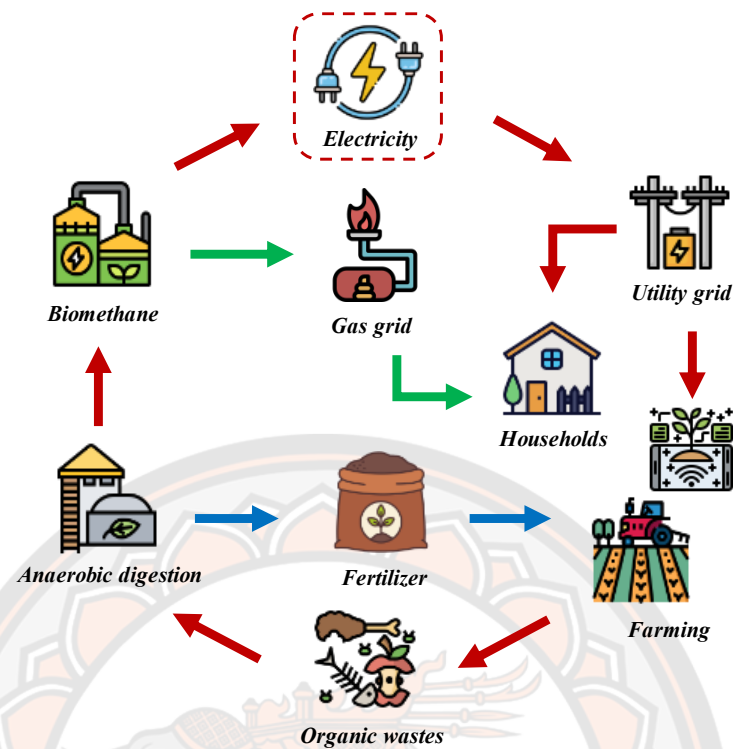 Electricity
Biomethane
Gas grid
Utility grid
Households
Anaerobic digestion
Fertilizer
Farming
Organic wastes